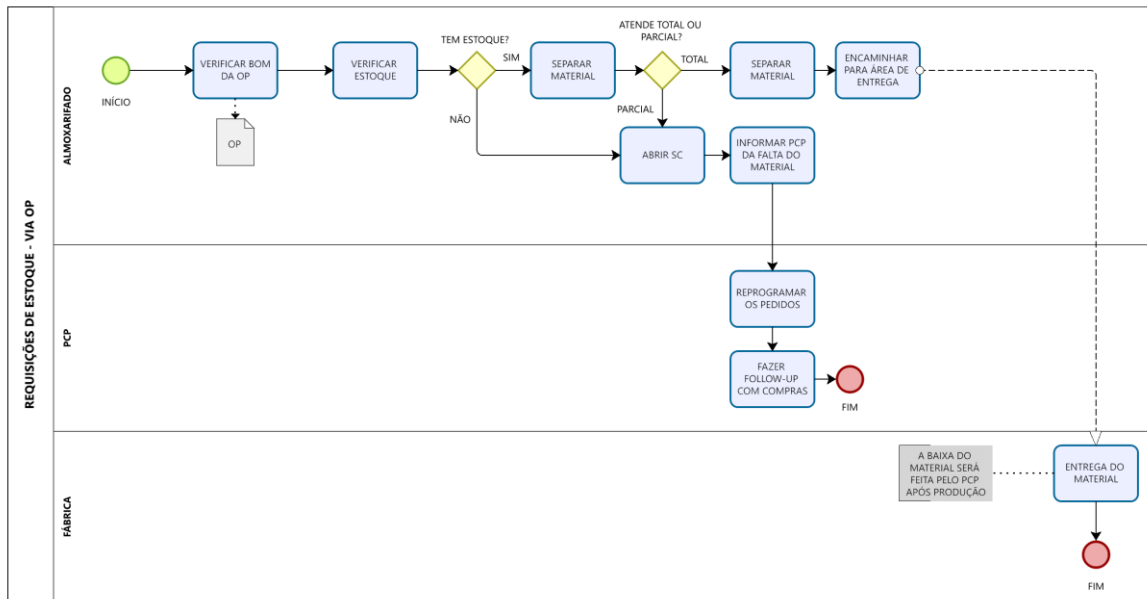 REQUISIÇÕES DE ESTOQUE - VIA OP
ALMOXARIFADO
INÍCIO
VERIFICAR BOM
DA OP
OP
VERIFICAR
ESTOQUE
TEM ESTOQUE?
SIM
NÃO
SEPARAR
MATERIAL
ATENDE TOTAL OU
PARCIAL?
TOTAL
PARCIAL
SEPARAR
MATERIAL
ENCAMINHAR
PARA ÁREA DE
ENTREGA
ABRIR SC
INFORMAR PCP
DA FALTA DO
MATERIAL
PCP
REPROGRAMAR
OS PEDIDOS
FAZER
FOLLOW-UP
COM COMPRAS
FIM
FÁBRICA
A BAIXA DO
MATERIAL SERÁ
FEITA PELO PCP
APÓS PRODUÇÃO
ENTREGA DO
MATERIAL
FIM